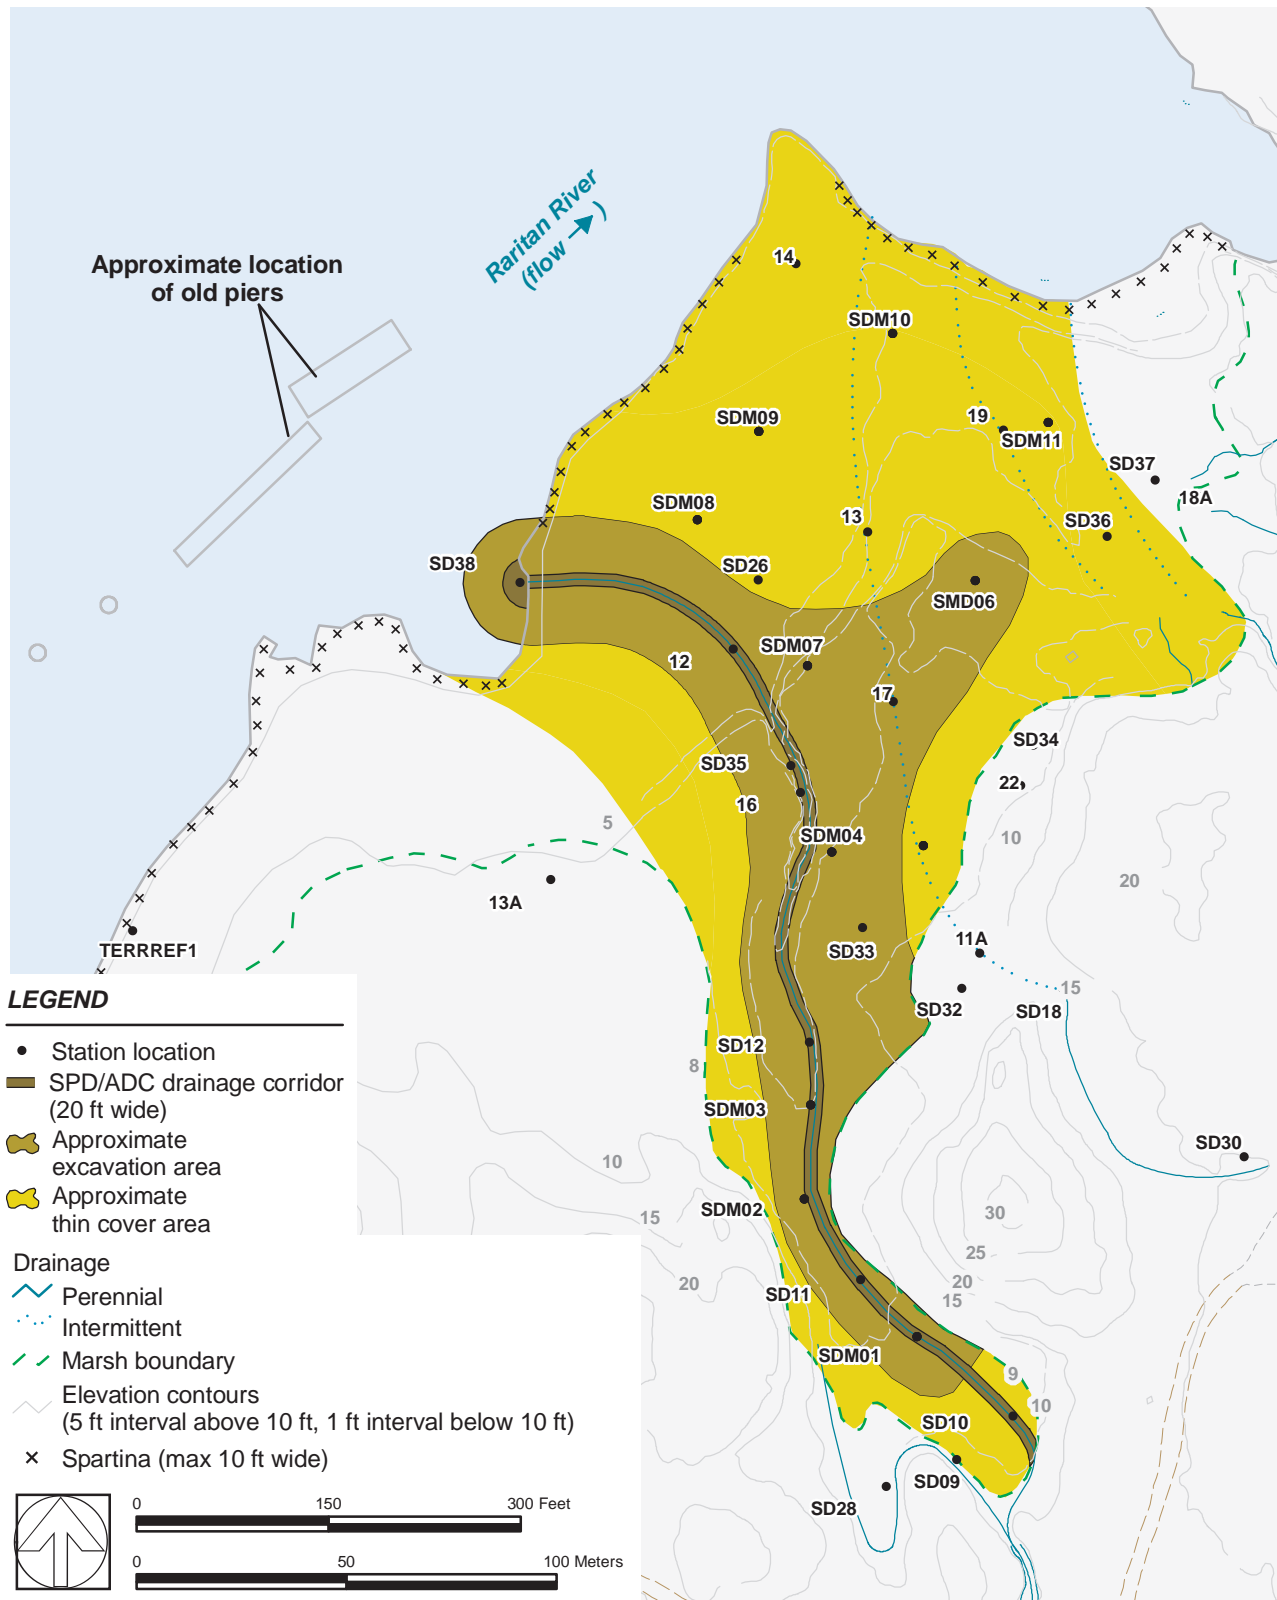 Raritan River
(flow )
Approximate location
of old piers
14
SDM10
SDM09
19
SDM11
SD37
18A
SDM08
13
SD36
SD38
SD26
SMD06
12
SDM07
17
SD34
SD35
22
16
5
10
SDM04
20
13A
TERRREF1
SD33
11A
15
SD32
SD18
SD12
8
SDM03
SD30
10
SDM02
15
30
25
20
20
15
SD11
SDM01
9
10
SD10
SD09
SD28
LEGEND
Station location
SPD/ADC drainage corridor
(20 ft wide)
Approximate
excavation area
Approximate
thin cover area
Drainage
Perennial
Intermittent
Marsh boundary
Elevation contours
(5 ft interval above 10 ft, 1 ft interval below 10 ft)
Spartina (max 10 ft wide)
0 150 300 Feet
0 50 100 Meters